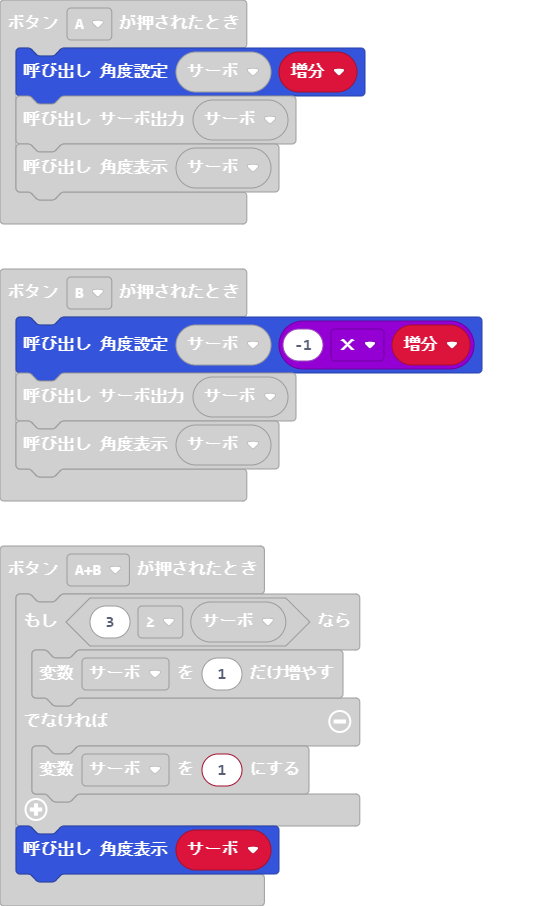 ボタン A が押されたとき
呼び出し 角度設定 サーボ 増分
呼び出し サーボ出力 サーボ
呼び出し 角度表示 サーボ
ボタン B が押されたとき
呼び出し 角度設定 サーボ -1 × 増分
呼び出し サーボ出力 サーボ
呼び出し 角度表示 サーボ
ボタン A+B が押されたとき
もし 3 ≥ サーボ なら
変数 サーボ を 1 だけ増やす
でなければ
変数 サーボ を 1 にする
呼び出し 角度表示 サーボ